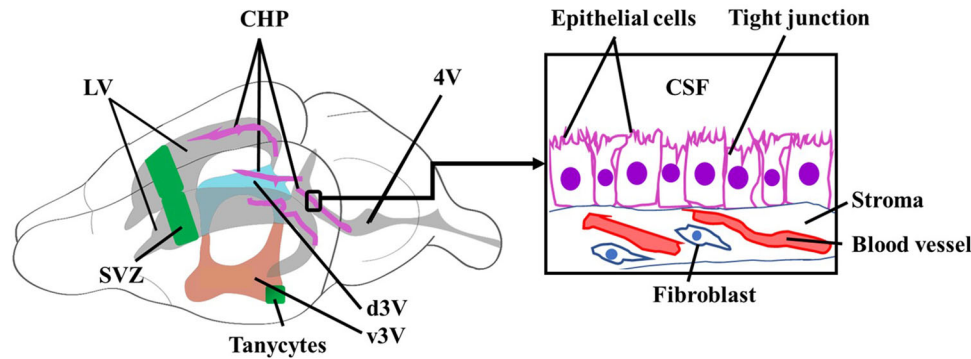 CHP
LV
4V
SVZ
d3V
v3V
Tanycytes
Epithelial cells
Tight junction
CSF
Stroma
Blood vessel
Fibroblast